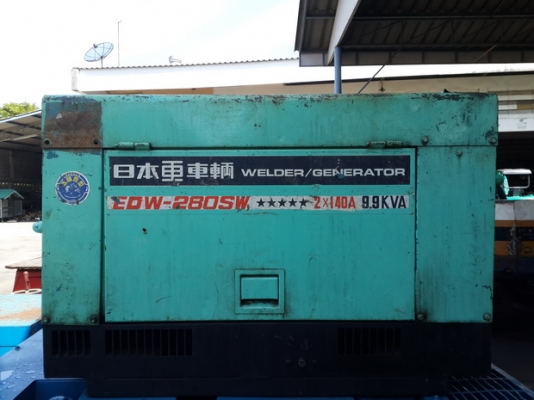 日本車輌 WELDER/GENERATOR
EDW-280SW ★★★★★ 2×140A 9.9KVA